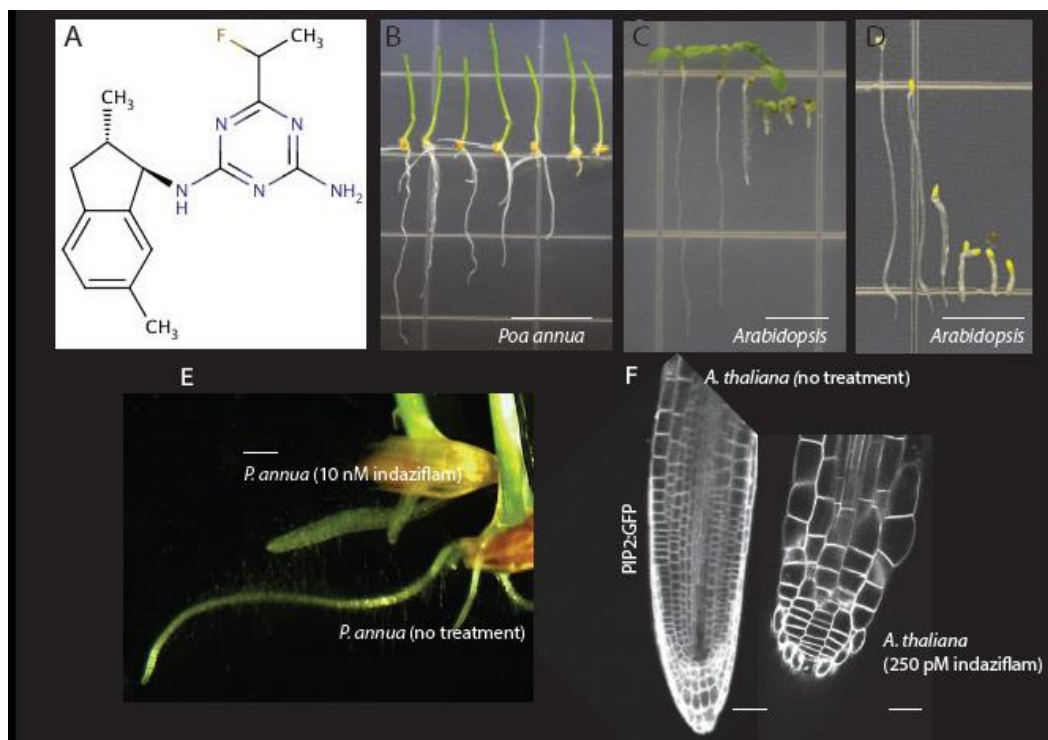 A
F
CH₃
CH₃
N
N
N
H
N
NH₂
CH₃
B
Poa annua
C
Arabidopsis
D
Arabidopsis
E
P. annua (10 nM indaziflam)
P. annua (no treatment)
F
A. thaliana (no treatment)
PIP2:GFP
A. thaliana
(250 pM indaziflam)